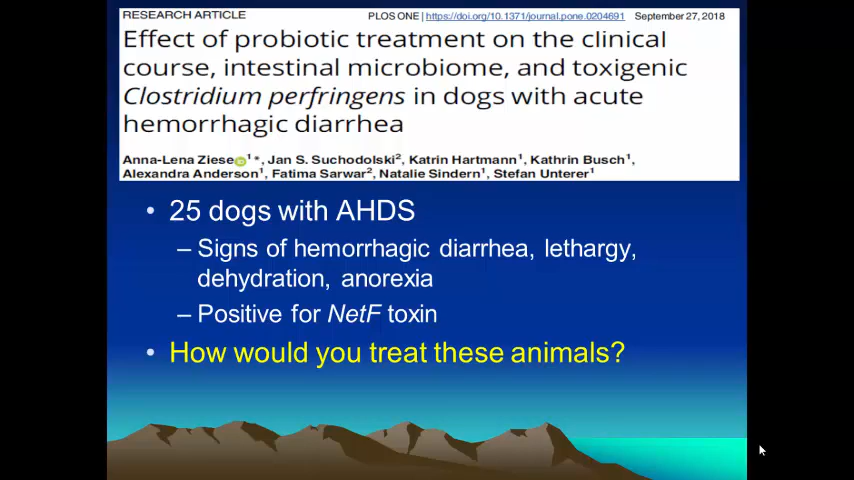 RESEARCH ARTICLE
PLOS ONE | https://doi.org/10.1371/journal.pone.0204691 September 27, 2018
Effect of probiotic treatment on the clinical
course, intestinal microbiome, and toxigenic
Clostridium perfringens in dogs with acute
hemorrhagic diarrhea
Anna-Lena Ziese iD 1*, Jan S. Suchodolski2, Katrin Hartmann1, Kathrin Busch1,
Alexandra Anderson1, Fatima Sarwar2, Natalie Sindern1, Stefan Unterer1
• 25 dogs with AHDS
– Signs of hemorrhagic diarrhea, lethargy,
dehydration, anorexia
– Positive for NetF toxin
• How would you treat these animals?